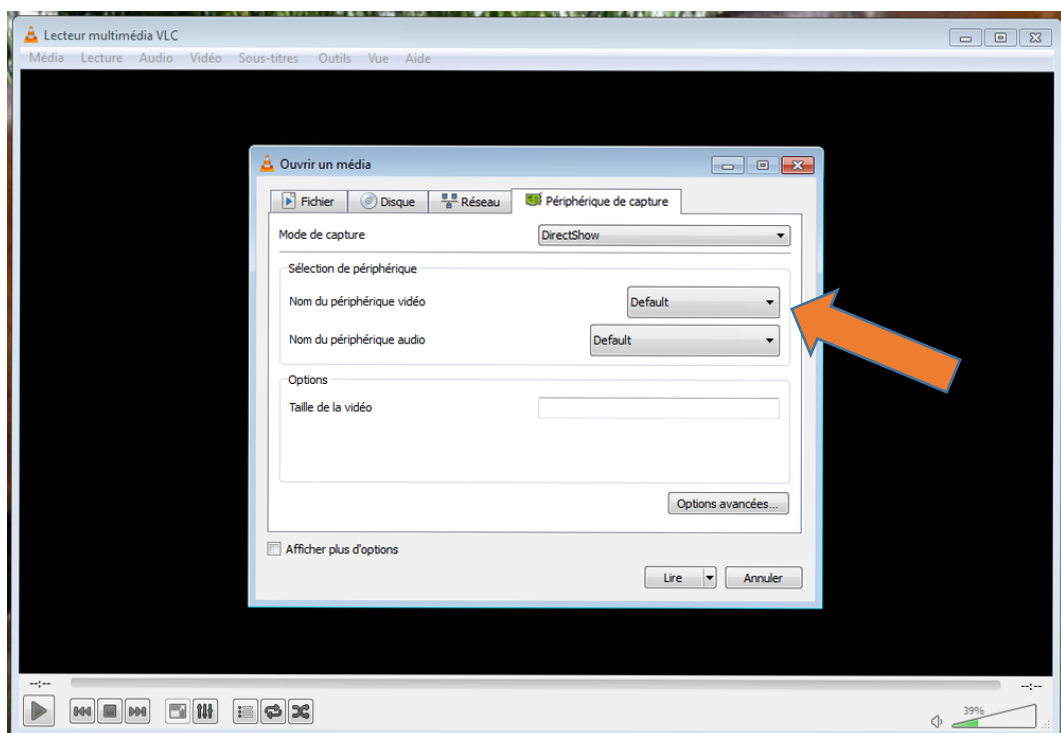 Lecteur multimédia VLC
Média Lecture Audio Vidéo Sous-titres Outils Vue Aide
Ouvrir un média
Fichier Disque Réseau Périphérique de capture
Mode de capture DirectShow
Sélection de périphérique
Nom du périphérique vidéo Default
Nom du périphérique audio Default
Options
Taille de la vidéo
Options avancées...
Afficher plus d'options
Lire Annuler
--:-- --:--
39%